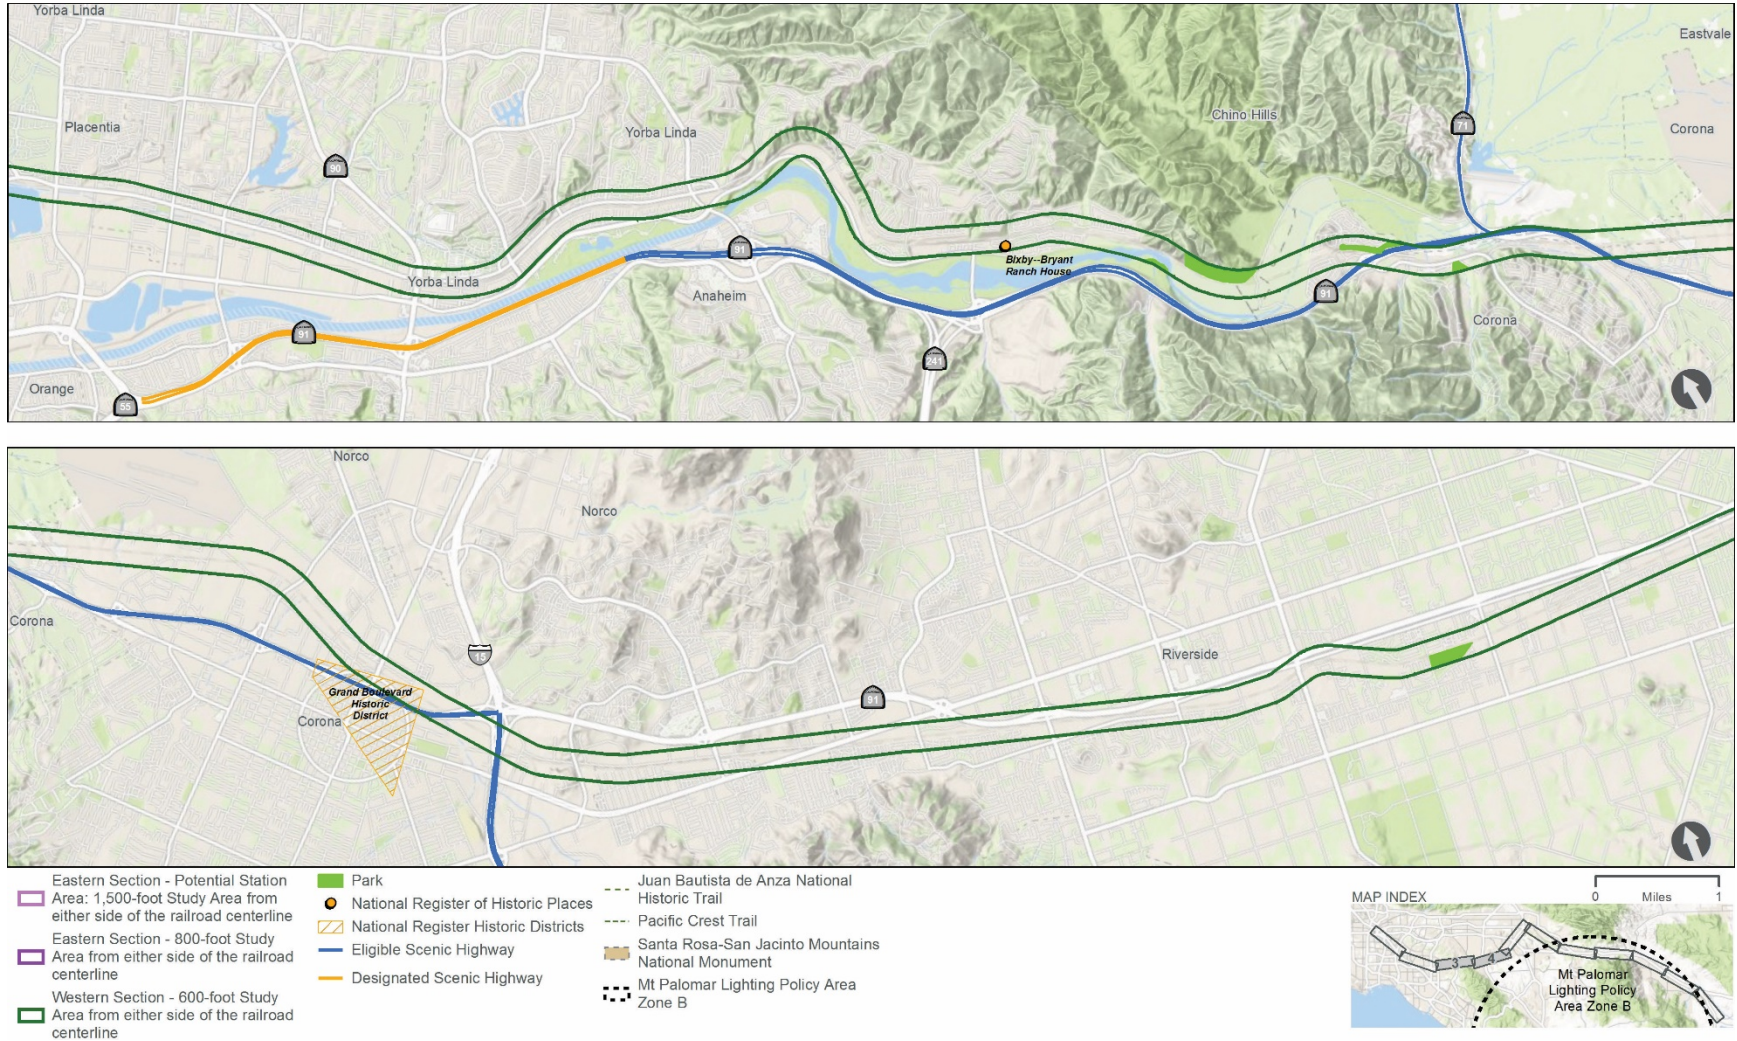 Yorba Linda
Eastvale
Placentia
Yorba Linda
Chino Hills
71
Corona
90
91
Bixby--Bryant
Ranch House
Yorba Linda
Anaheim
91
91
Corona
241
Orange
55
Norco
Norco
Corona
15
Riverside
Grand Boulevard
Historic
District
91
Corona
Eastern Section - Potential Station
Area: 1,500-foot Study Area from
either side of the railroad centerline
Eastern Section - 800-foot Study
Area from either side of the railroad
centerline
Western Section - 600-foot Study
Area from either side of the railroad
centerline
Park
National Register of Historic Places
National Register Historic Districts
Eligible Scenic Highway
Designated Scenic Highway
Juan Bautista de Anza National
Historic Trail
Pacific Crest Trail
Santa Rosa-San Jacinto Mountains
National Monument
Mt Palomar Lighting Policy Area
Zone B
MAP INDEX
0 Miles 1
3
4
Mt Palomar
Lighting Policy
Area Zone B